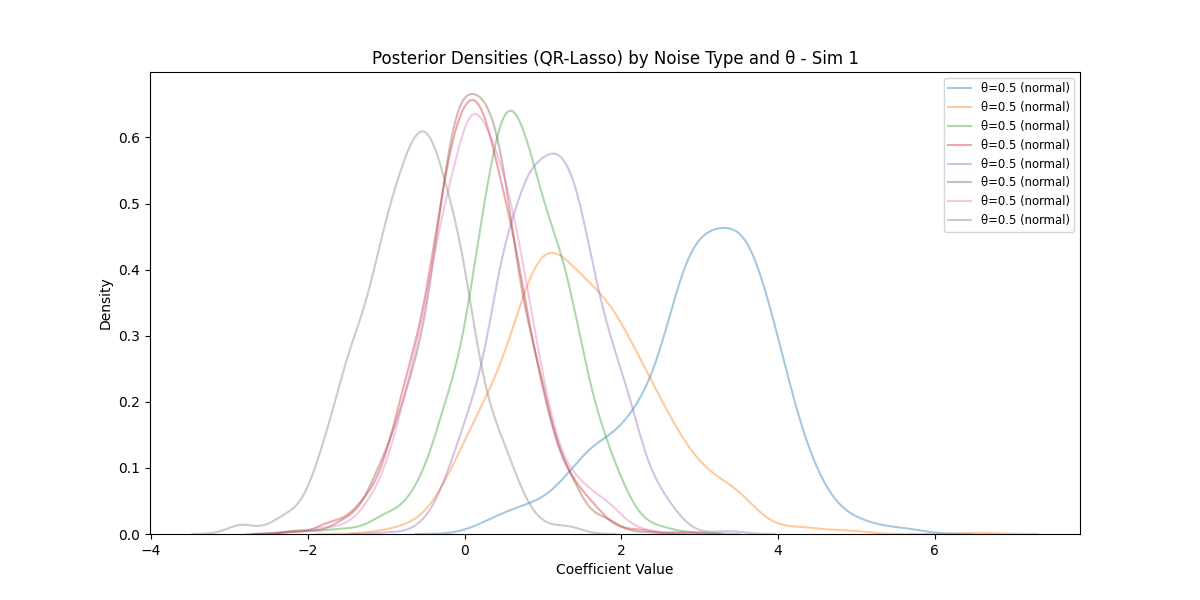 Posterior Densities (QR-Lasso) by Noise Type and θ - Sim 1
θ=0.5 (normal)
θ=0.5 (normal)
θ=0.5 (normal)
θ=0.5 (normal)
θ=0.5 (normal)
θ=0.5 (normal)
θ=0.5 (normal)
θ=0.5 (normal)
Density
0.6
0.5
0.4
0.3
0.2
0.1
0.0
−4 −2 0 2 4 6
Coefficient Value